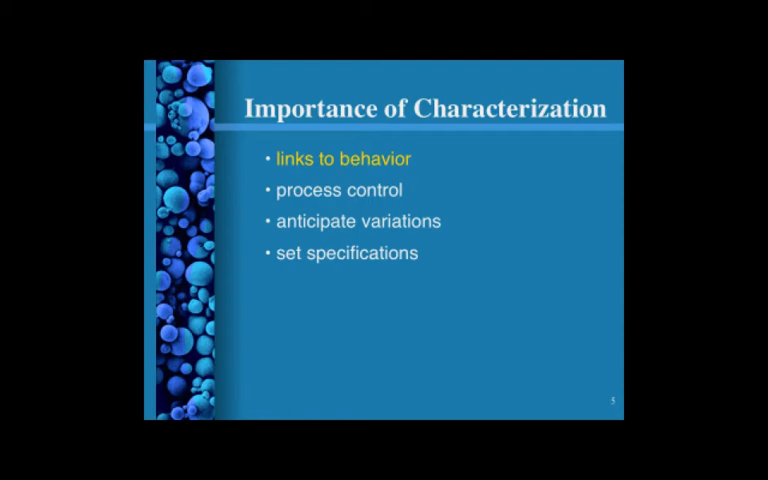 Importance of Characterization
• links to behavior
• process control
• anticipate variations
• set specifications
5